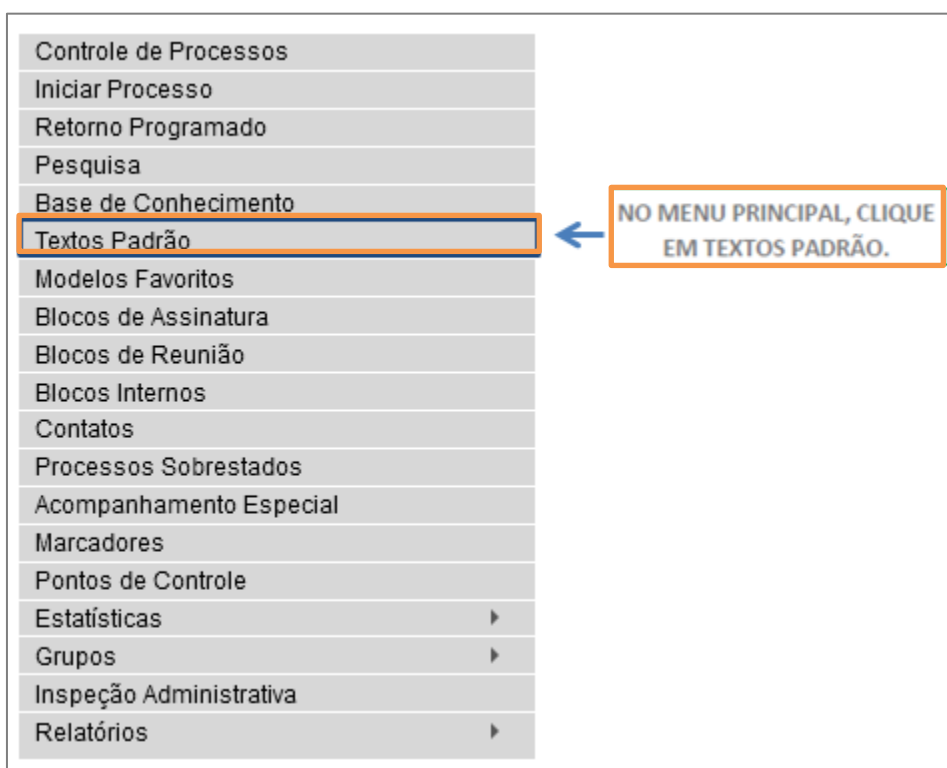 Controle de Processos
Iniciar Processo
Retorno Programado
Pesquisa
Base de Conhecimento
Textos Padrão
NO MENU PRINCIPAL, CLIQUE
EM TEXTOS PADRÃO.
Modelos Favoritos
Blocos de Assinatura
Blocos de Reunião
Blocos Internos
Contatos
Processos Sobrestados
Acompanhamento Especial
Marcadores
Pontos de Controle
Estatísticas
Grupos
Inspeção Administrativa
Relatórios